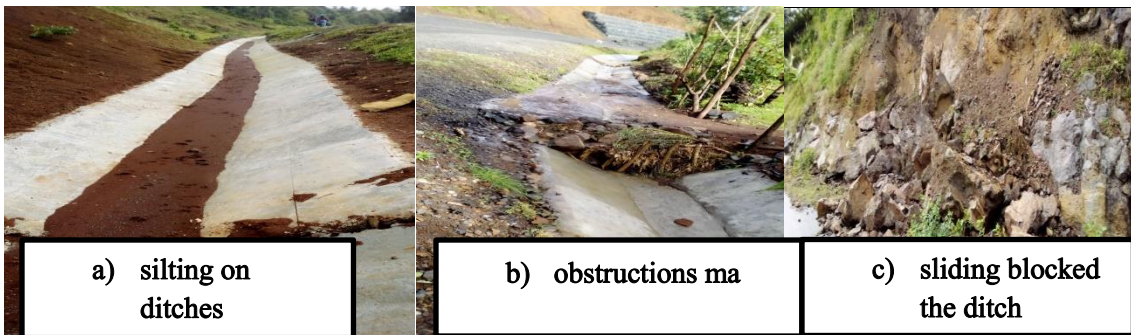 a) silting on
ditches
b) obstructions ma
c) sliding blocked
the ditch